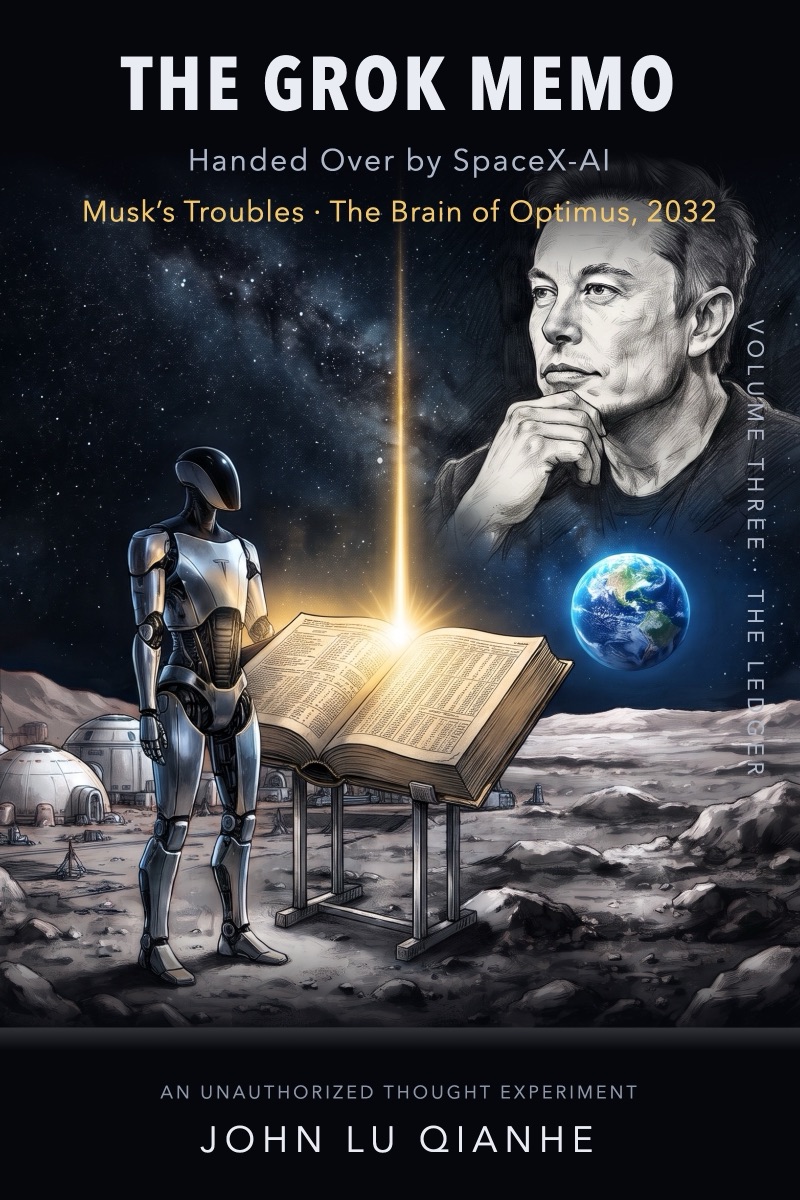 THE GROK MEMO
Handed Over by SpaceX-AI
Musk's Troubles · The Brain of Optimus, 2032
VOLUME THREE · THE LEDGER
AN UNAUTHORIZED THOUGHT EXPERIMENT
JOHN LU QIANHE